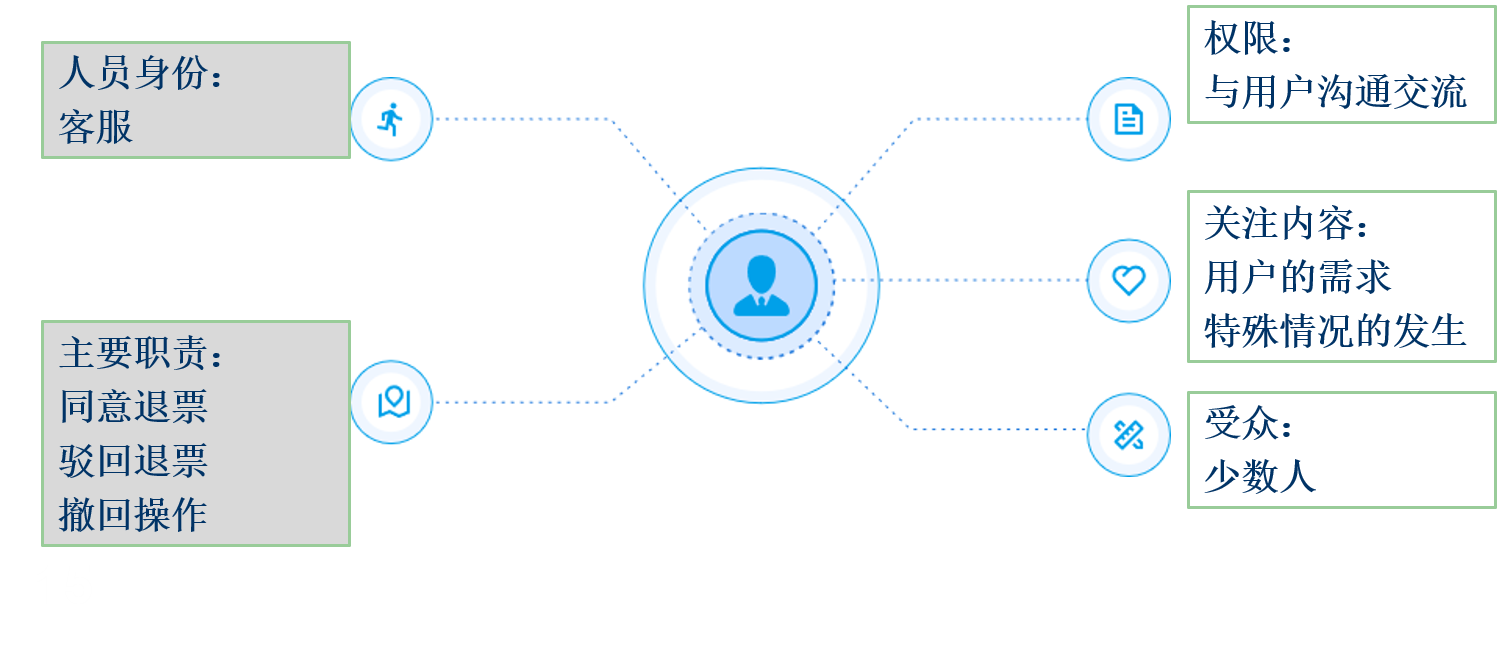 人员身份：
客服
主要职责：
同意退票
驳回退票
撤回操作
权限：
与用户沟通交流
关注内容：
用户的需求
特殊情况的发生
受众：
少数人